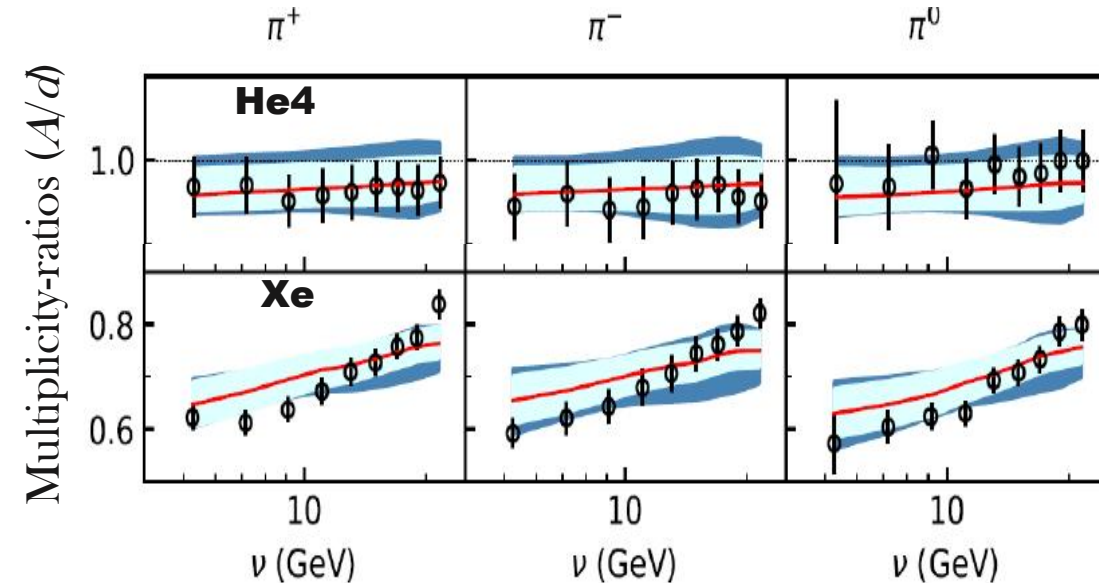 π⁺ π⁻ π⁰
Multiplicity-ratios (A/d)
He4
1.0
Xe
0.8
0.6
10 10 10
ν (GeV) ν (GeV) ν (GeV)